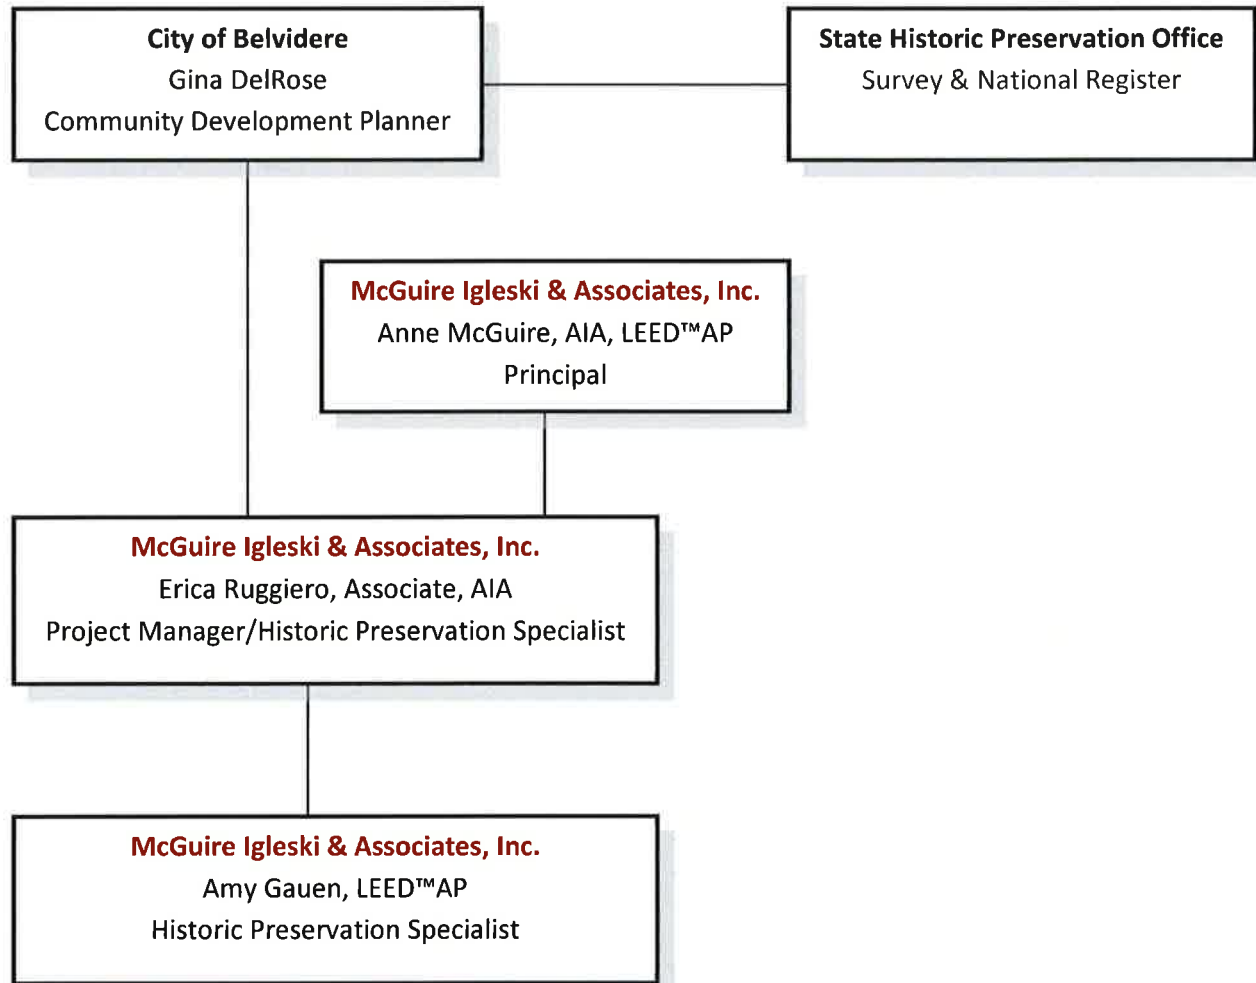 City of Belvidere
Gina DelRose
Community Development Planner
State Historic Preservation Office
Survey & National Register
McGuire Igleski & Associates, Inc.
Anne McGuire, AIA, LEED™AP
Principal
McGuire Igleski & Associates, Inc.
Erica Ruggiero, Associate, AIA
Project Manager/Historic Preservation Specialist
McGuire Igleski & Associates, Inc.
Amy Gauen, LEED™AP
Historic Preservation Specialist